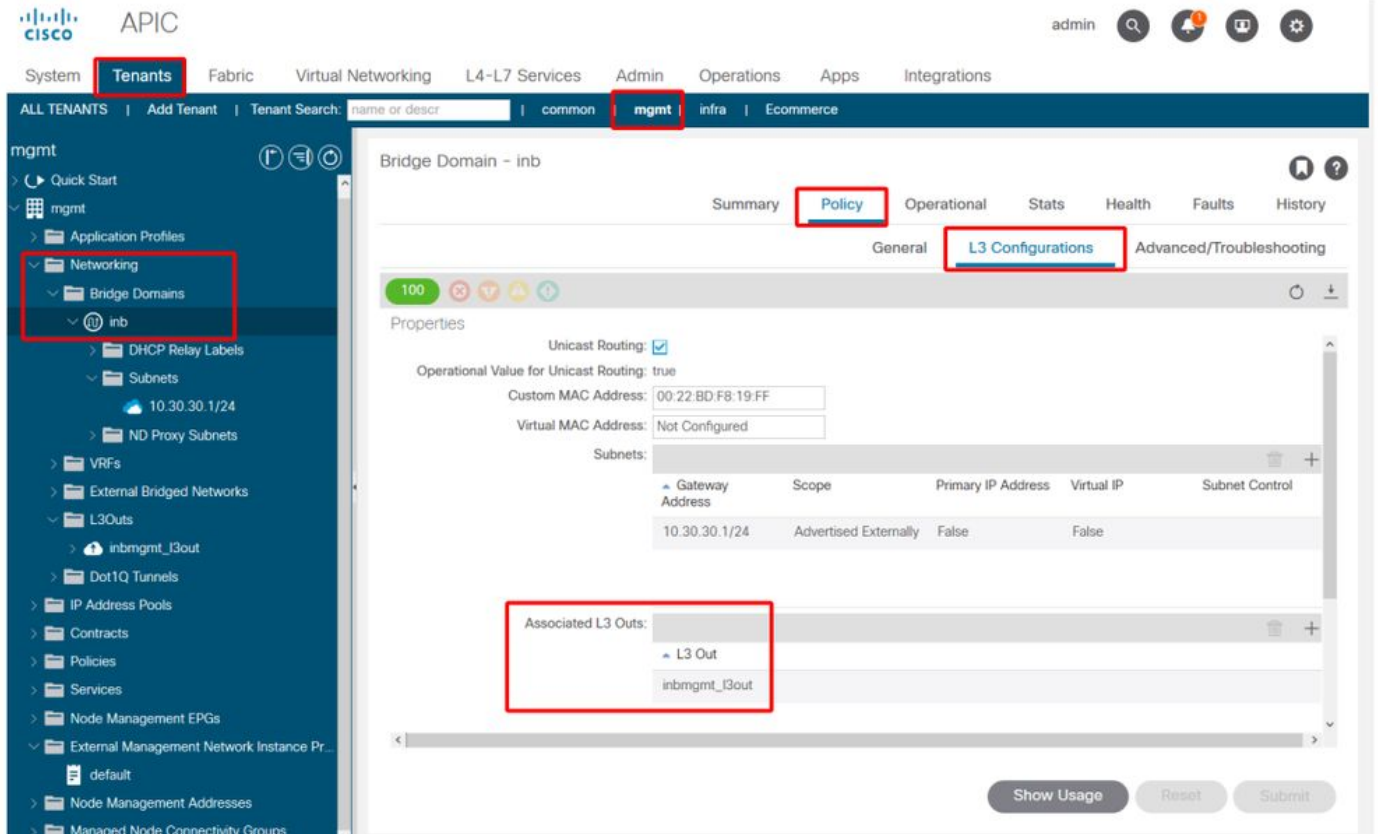 CISCO APIC
admin
1
System Tenants Fabric Virtual Networking L4-L7 Services Admin Operations Apps Integrations
ALL TENANTS | Add Tenant | Tenant Search: name or descr | common | mgmt | infra | Ecommerce
mgmt
Quick Start
mgmt
Application Profiles
Networking
Bridge Domains
inb
DHCP Relay Labels
Subnets
10.30.30.1/24
ND Proxy Subnets
VRFs
External Bridged Networks
L3Outs
inbmgmt_l3out
Dot1Q Tunnels
IP Address Pools
Contracts
Policies
Services
Node Management EPGs
External Management Network Instance Pr...
default
Node Management Addresses
Managed Node Connectivity Groups
Bridge Domain - inb
Summary Policy Operational Stats Health Faults History
General L3 Configurations Advanced/Troubleshooting
100
Properties
Unicast Routing:
Operational Value for Unicast Routing: true
Custom MAC Address: 00:22:BD:F8:19:FF
Virtual MAC Address: Not Configured
Subnets:
Gateway Address Scope Primary IP Address Virtual IP Subnet Control
10.30.30.1/24 Advertised Externally False False
Associated L3 Outs:
L3 Out
inbmgmt_l3out
Show Usage Reset Submit